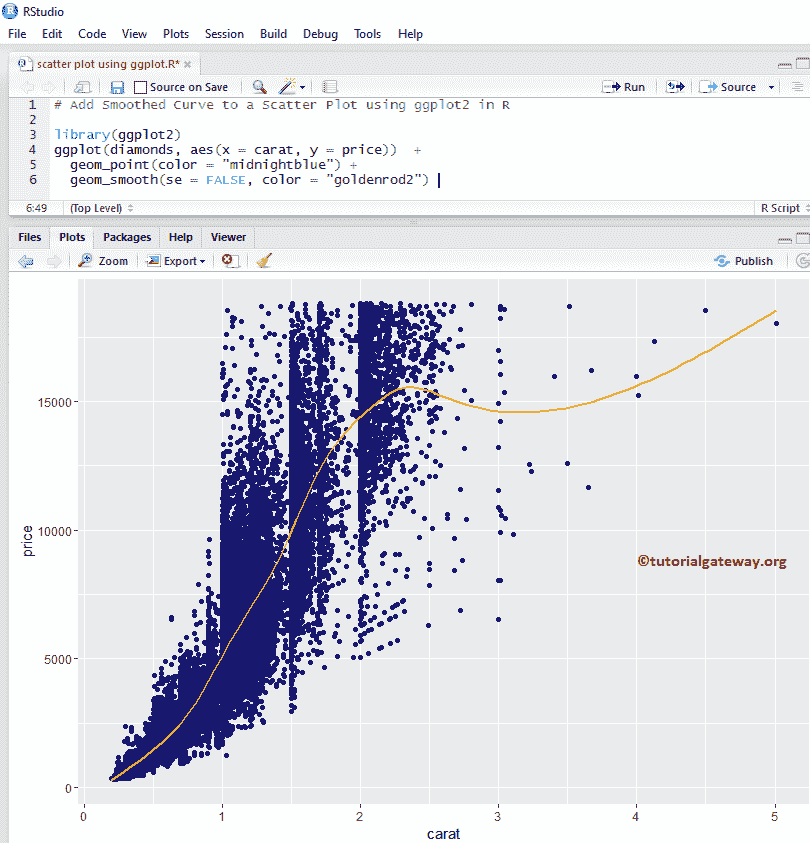 RStudio
File Edit Code View Plots Session Build Debug Tools Help
scatter plot using ggplot.R*
Source on Save Run Source
1 # Add Smoothed Curve to a Scatter Plot using ggplot2 in R
2
3 library(ggplot2)
4 ggplot(diamonds, aes(x = carat, y = price)) +
5 geom_point(color = "midnightblue") +
6 geom_smooth(se = FALSE, color = "goldenrod2")
6:49 (Top Level) R Script
Files Plots Packages Help Viewer
Zoom Export Publish
15000
10000
5000
0
price
©tutorialgateway.org
0 1 2 3 4 5
carat